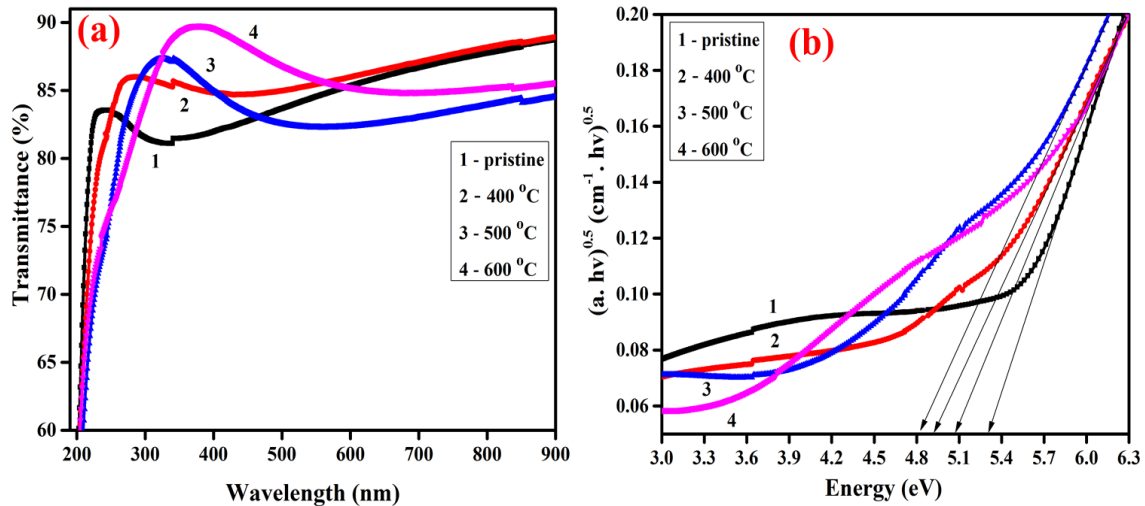 (a)
90
85
80
75
70
65
60
Transmittance (%)
200 300 400 500 600 700 800 900
Wavelength (nm)
1
2
3
4
1 - pristine
2 - 400 °C
3 - 500 °C
4 - 600 °C
(b)
0.20
0.18
0.16
0.14
0.12
0.10
0.08
0.06
(a. hv)^0.5 (cm^-1. hv)^0.5
3.0 3.3 3.6 3.9 4.2 4.5 4.8 5.1 5.4 5.7 6.0 6.3
Energy (eV)
1
2
3
4
1 - pristine
2 - 400 °C
3 -500 °C
4 - 600 °C